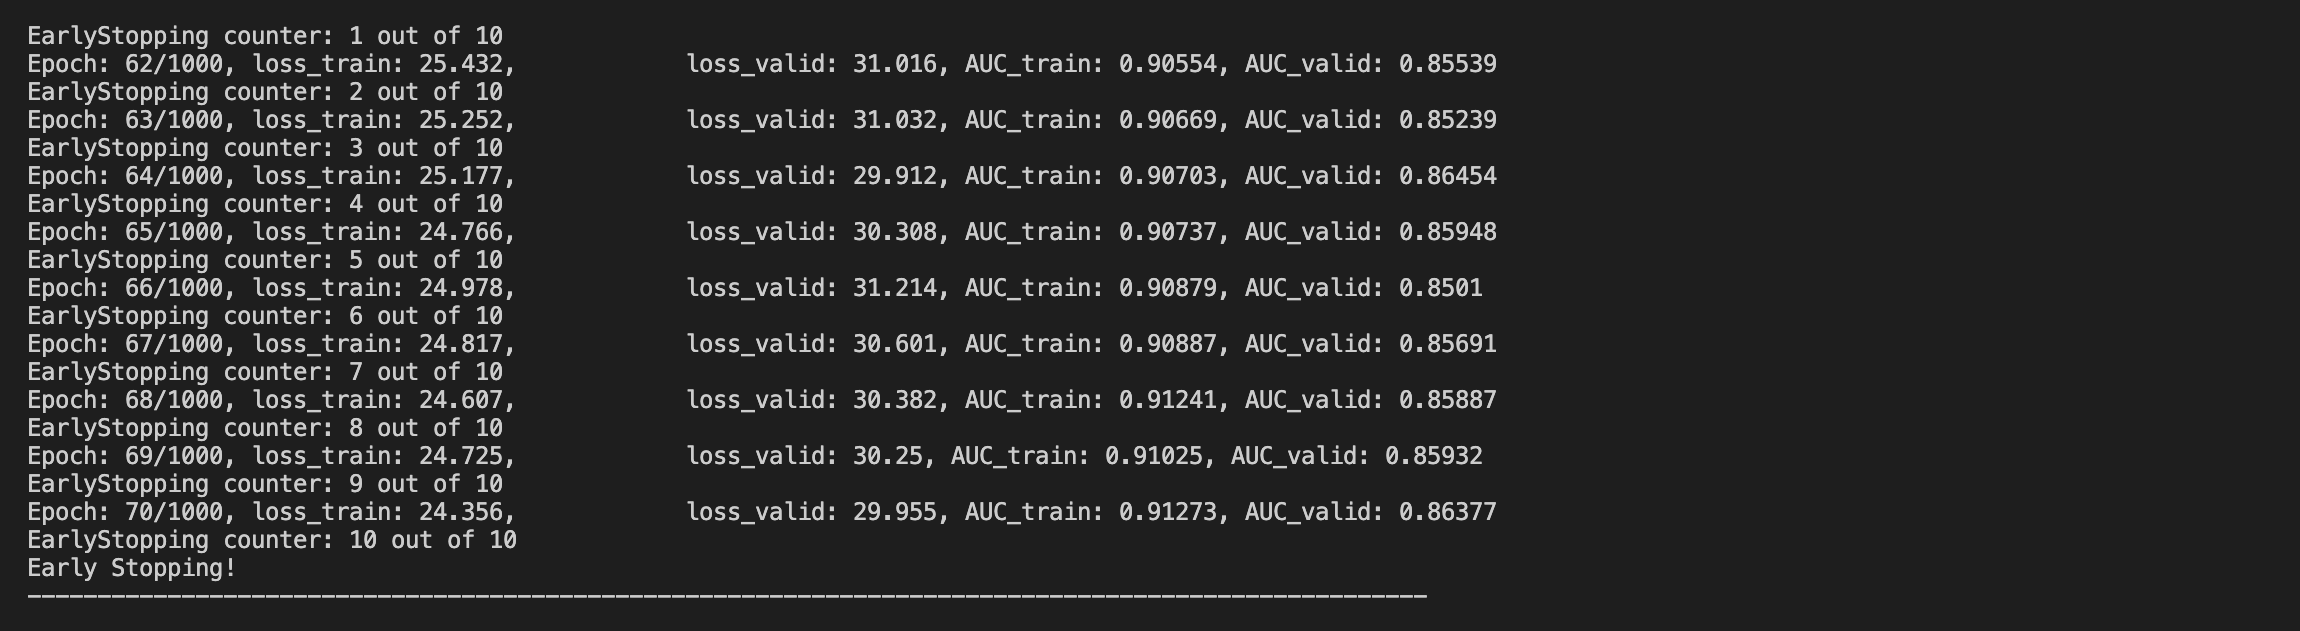 EarlyStopping counter: 1 out of 10
Epoch: 62/1000, loss_train: 25.432,            loss_valid: 31.016, AUC_train: 0.90554, AUC_valid: 0.85539
EarlyStopping counter: 2 out of 10
Epoch: 63/1000, loss_train: 25.252,            loss_valid: 31.032, AUC_train: 0.90669, AUC_valid: 0.85239
EarlyStopping counter: 3 out of 10
Epoch: 64/1000, loss_train: 25.177,            loss_valid: 29.912, AUC_train: 0.90703, AUC_valid: 0.86454
EarlyStopping counter: 4 out of 10
Epoch: 65/1000, loss_train: 24.766,            loss_valid: 30.308, AUC_train: 0.90737, AUC_valid: 0.85948
EarlyStopping counter: 5 out of 10
Epoch: 66/1000, loss_train: 24.978,            loss_valid: 31.214, AUC_train: 0.90879, AUC_valid: 0.8501
EarlyStopping counter: 6 out of 10
Epoch: 67/1000, loss_train: 24.817,            loss_valid: 30.601, AUC_train: 0.90887, AUC_valid: 0.85691
EarlyStopping counter: 7 out of 10
Epoch: 68/1000, loss_train: 24.607,            loss_valid: 30.382, AUC_train: 0.91241, AUC_valid: 0.85887
EarlyStopping counter: 8 out of 10
Epoch: 69/1000, loss_train: 24.725,            loss_valid: 30.25, AUC_train: 0.91025, AUC_valid: 0.85932
EarlyStopping counter: 9 out of 10
Epoch: 70/1000, loss_train: 24.356,            loss_valid: 29.955, AUC_train: 0.91273, AUC_valid: 0.86377
EarlyStopping counter: 10 out of 10
Early Stopping!
----------------------------------------------------------------------------------------------------